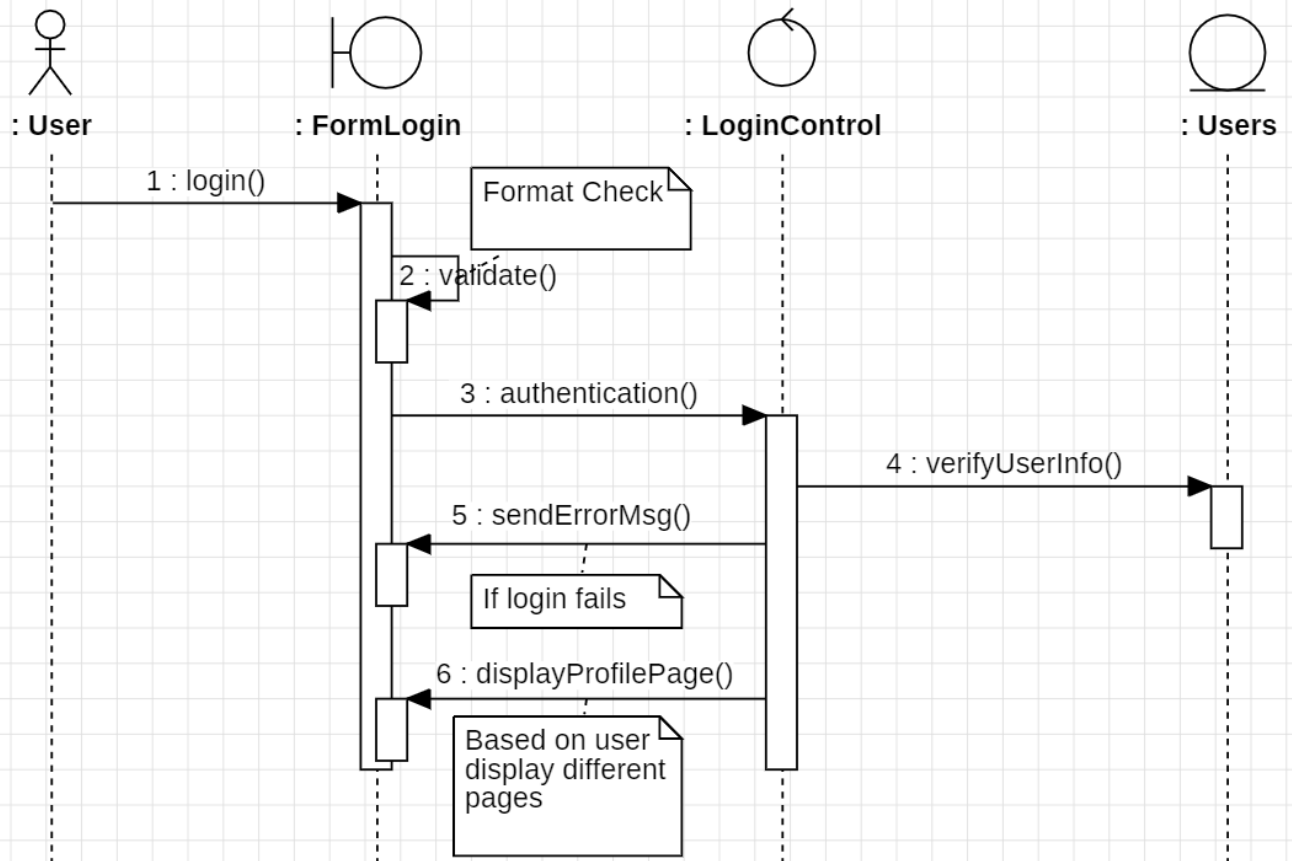 : User
: FormLogin
: LoginControl
: Users
1 : login()
Format Check
2 : validate()
3 : authentication()
4 : verifyUserInfo()
5 : sendErrorMsg()
If login fails
6 : displayProfilePage()
Based on user
display different
pages